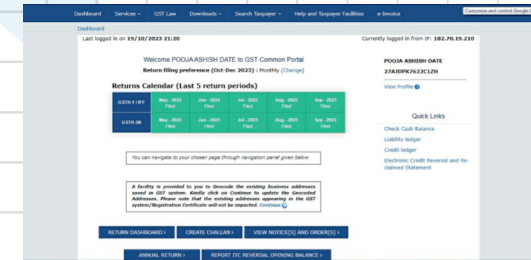 Dashboard Services GST Law Downloads Search Taxpayer Help and Taxpayer Facilities e-Invoice
Customise and control Google
Dashboard
Last logged in on 19/10/2023 21:20 Currently logged in from IP: 182.70.19.210
Welcome POOJA ASHISH DATE to GST Common Portal
Return filing preference (Oct-Dec 2023) : Monthly (Change)
Returns Calendar (Last 5 return periods)
GSTR-1 / IFF May - 2023 Filed Jun - 2023 Filed Jul - 2023 Filed Aug - 2023 Filed Sep - 2023 Filed
GSTR-3B May - 2023 Filed Jun - 2023 Filed Jul - 2023 Filed Aug - 2023 Filed Sep - 2023 Filed
You can navigate to your chosen page through navigation panel given below
A facility is provided to you to Geocode the existing business addresses
saved in GST system. Kindly click on Continue to update the Geocoded
Addresses. Please note that the existing addresses appearing in the GST
system/Registration Certificate will not be impacted. Continue
RETURN DASHBOARD > CREATE CHALLAN > VIEW NOTICE(S) AND ORDER(S) >
ANNUAL RETURN > REPORT ITC REVERSAL OPENING BALANCE >
POOJA ASHISH DATE
27AJDPK7622C1ZH
View Profile
Quick Links
Check Cash Balance
Liability ledger
Credit ledger
Electronic Credit Reversal and Re-
claimed Statement